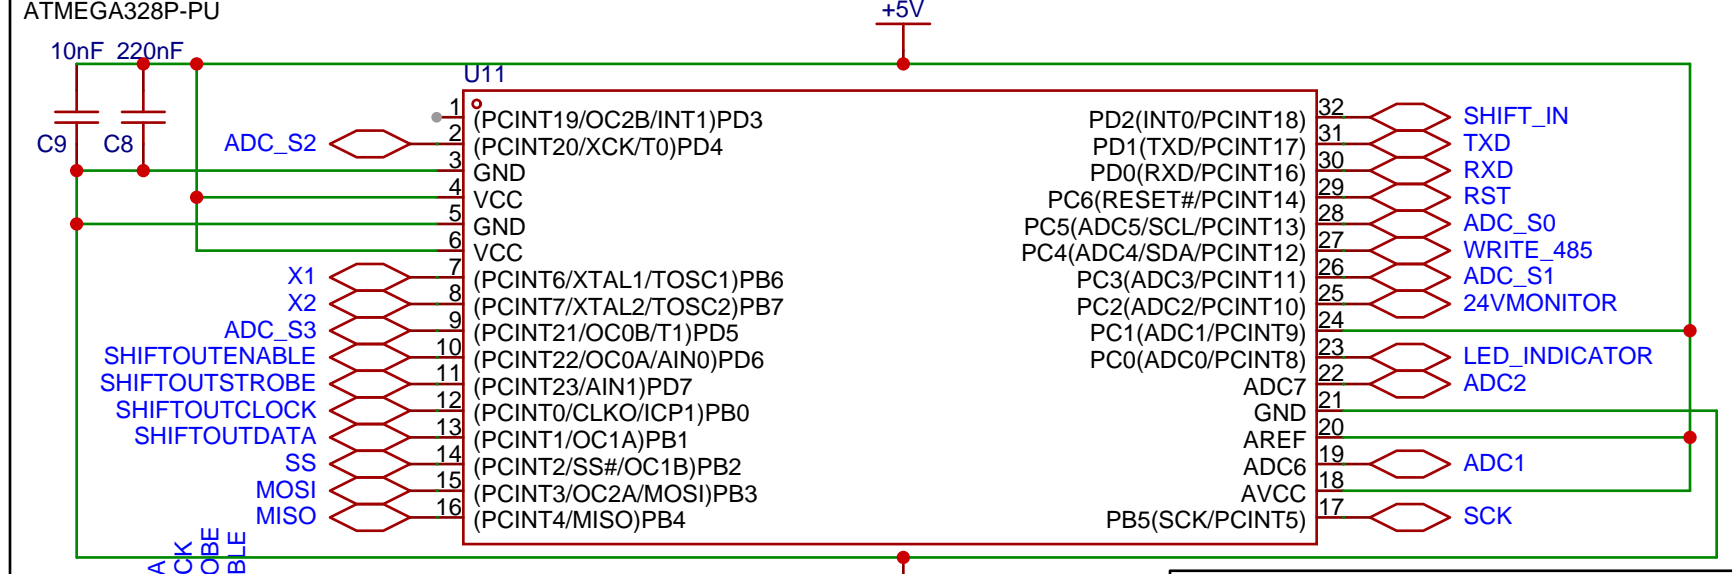 ATMEGA328P-PU
+5V
10nF 220nF
C9 C8
U11
1 (PCINT19/OC2B/INT1)PD3
ADC_S2 2 (PCINT20/XCK/T0)PD4
3 GND
4 VCC
5 GND
6 VCC
X1 7 (PCINT6/XTAL1/TOSC1)PB6
X2 8 (PCINT7/XTAL2/TOSC2)PB7
ADC_S3 9 (PCINT21/OC0B/T1)PD5
SHIFTOUTENABLE 10 (PCINT22/OC0A/AIN0)PD6
SHIFTOUTSTROBE 11 (PCINT23/AIN1)PD7
SHIFTOUTCLOCK 12 (PCINT0/CLKO/ICP1)PB0
SHIFTOUTDATA 13 (PCINT1/OC1A)PB1
SS 14 (PCINT2/SS#/OC1B)PB2
MOSI 15 (PCINT3/OC2A/MOSI)PB3
MISO 16 (PCINT4/MISO)PB4
PD2(INT0/PCINT18) 32 SHIFT_IN
PD1(TXD/PCINT17) 31 TXD
PD0(RXD/PCINT16) 30 RXD
PC6(RESET#/PCINT14) 29 RST
PC5(ADC5/SCL/PCINT13) 28 ADC_S0
PC4(ADC4/SDA/PCINT12) 27 WRITE_485
PC3(ADC3/PCINT11) 26 ADC_S1
PC2(ADC2/PCINT10) 25 24VMONITOR
PC1(ADC1/PCINT9) 24
PC0(ADC0/PCINT8) 23 LED_INDICATOR
ADC7 22 ADC2
GND 21
AREF 20
ADC6 19 ADC1
AVCC 18
PB5(SCK/PCINT5) 17 SCK
A
CK
OBE
BLE